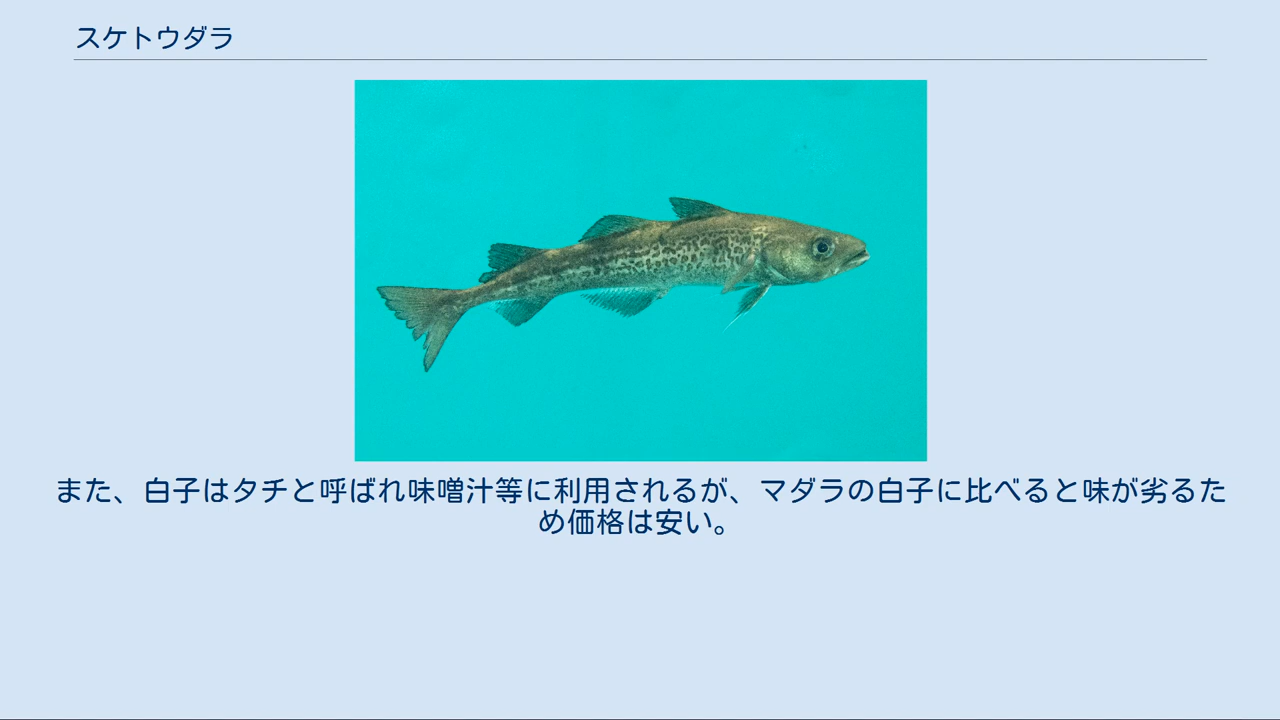 スケトウダラ
また、白子はタチと呼ばれ味噌汁等に利用されるが、マダラの白子に比べると味が劣るた
め価格は安い。